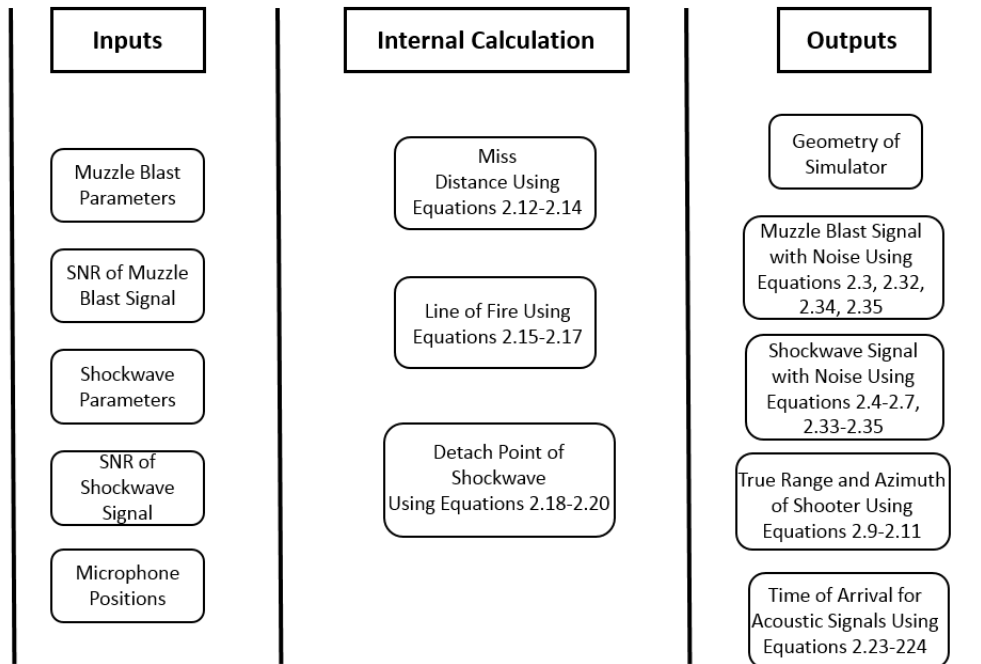 Inputs
Muzzle Blast
Parameters
SNR of Muzzle
Blast Signal
Shockwave
Parameters
SNR of
Shockwave
Signal
Microphone
Positions
Internal Calculation
Miss
Distance Using
Equations 2.12-2.14
Line of Fire Using
Equations 2.15-2.17
Detach Point of
Shockwave
Using Equations 2.18-2.20
Outputs
Geometry of
Simulator
Muzzle Blast Signal
with Noise Using
Equations 2.3, 2.32,
2.34, 2.35
Shockwave Signal
with Noise Using
Equations 2.4-2.7,
2.33-2.35
True Range and Azimuth
of Shooter Using
Equations 2.9-2.11
Time of Arrival for
Acoustic Signals Using
Equations 2.23-224